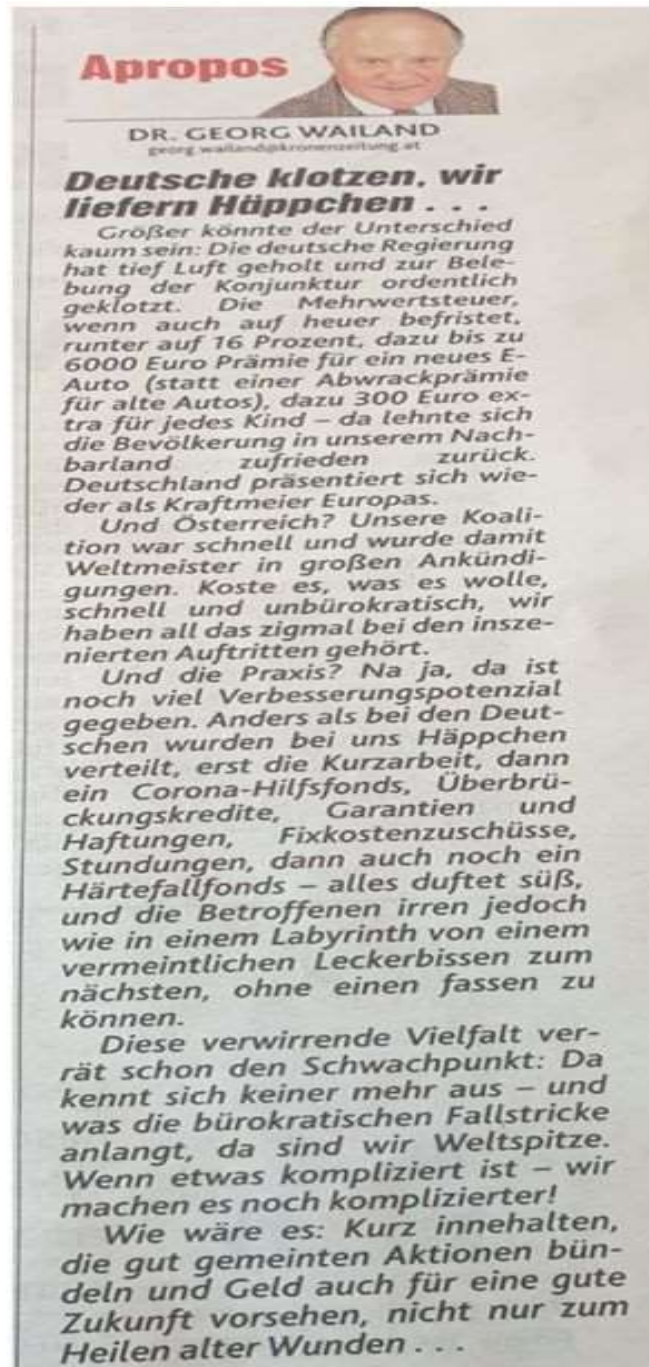 Apropos
DR. GEORG WAILAND
georg.wailand@kronenzeitung.at
Deutsche klotzen, wir
liefern Häppchen . . .
Größer könnte der Unterschied
kaum sein: Die deutsche Regierung
hat tief Luft geholt und zur Bele-
bung der Konjunktur ordentlich
geklotzt. Die Mehrwertsteuer,
wenn auch auf heuer befristet,
runter auf 16 Prozent, dazu bis zu
6000 Euro Prämie für ein neues E-
Auto (statt einer Abwrackprämie
für alte Autos), dazu 300 Euro ex-
tra für jedes Kind – da lehnte sich
die Bevölkerung in unserem Nach-
barland zufrieden zurück.
Deutschland präsentiert sich wie-
der als Kraftmeier Europas.
Und Österreich? Unsere Koali-
tion war schnell und wurde damit
Weltmeister in großen Ankündi-
gungen. Koste es, was es wolle,
schnell und unbürokratisch, wir
haben all das zigmal bei den insze-
nierten Auftritten gehört.
Und die Praxis? Na ja, da ist
noch viel Verbesserungspotenzial
gegeben. Anders als bei den Deut-
schen wurden bei uns Häppchen
verteilt, erst die Kurzarbeit, dann
ein Corona-Hilfsfonds, Überbrü-
ckungskredite, Garantien und
Haftungen, Fixkostenzuschüsse,
Stundungen, dann auch noch ein
Härtefallfonds – alles duftet süß,
und die Betroffenen irren jedoch
wie in einem Labyrinth von einem
vermeintlichen Leckerbissen zum
nächsten, ohne einen fassen zu
können.
Diese verwirrende Vielfalt ver-
rät schon den Schwachpunkt: Da
kennt sich keiner mehr aus – und
was die bürokratischen Fallstricke
anlangt, da sind wir Weltspitze.
Wenn etwas kompliziert ist – wir
machen es noch komplizierter!
Wie wäre es: Kurz innehalten,
die gut gemeinten Aktionen bün-
deln und Geld auch für eine gute
Zukunft vorsehen, nicht nur zum
Heilen alter Wunden . . .